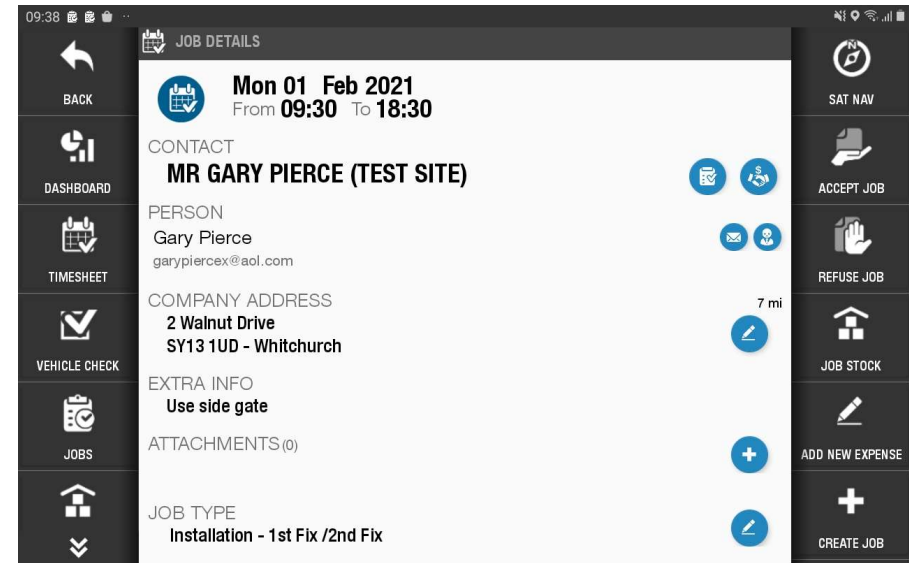 09:38
JOB DETAILS
BACK
DASHBOARD
TIMESHEET
VEHICLE CHECK
JOBS
Mon 01 Feb 2021
From 09:30 To 18:30
CONTACT
MR GARY PIERCE (TEST SITE)
PERSON
Gary Pierce
garypiercex@aol.com
COMPANY ADDRESS
7 mi
2 Walnut Drive
SY13 1UD - Whitchurch
EXTRA INFO
Use side gate
ATTACHMENTS (0)
JOB TYPE
Installation - 1st Fix /2nd Fix
N
SAT NAV
ACCEPT JOB
REFUSE JOB
JOB STOCK
ADD NEW EXPENSE
CREATE JOB